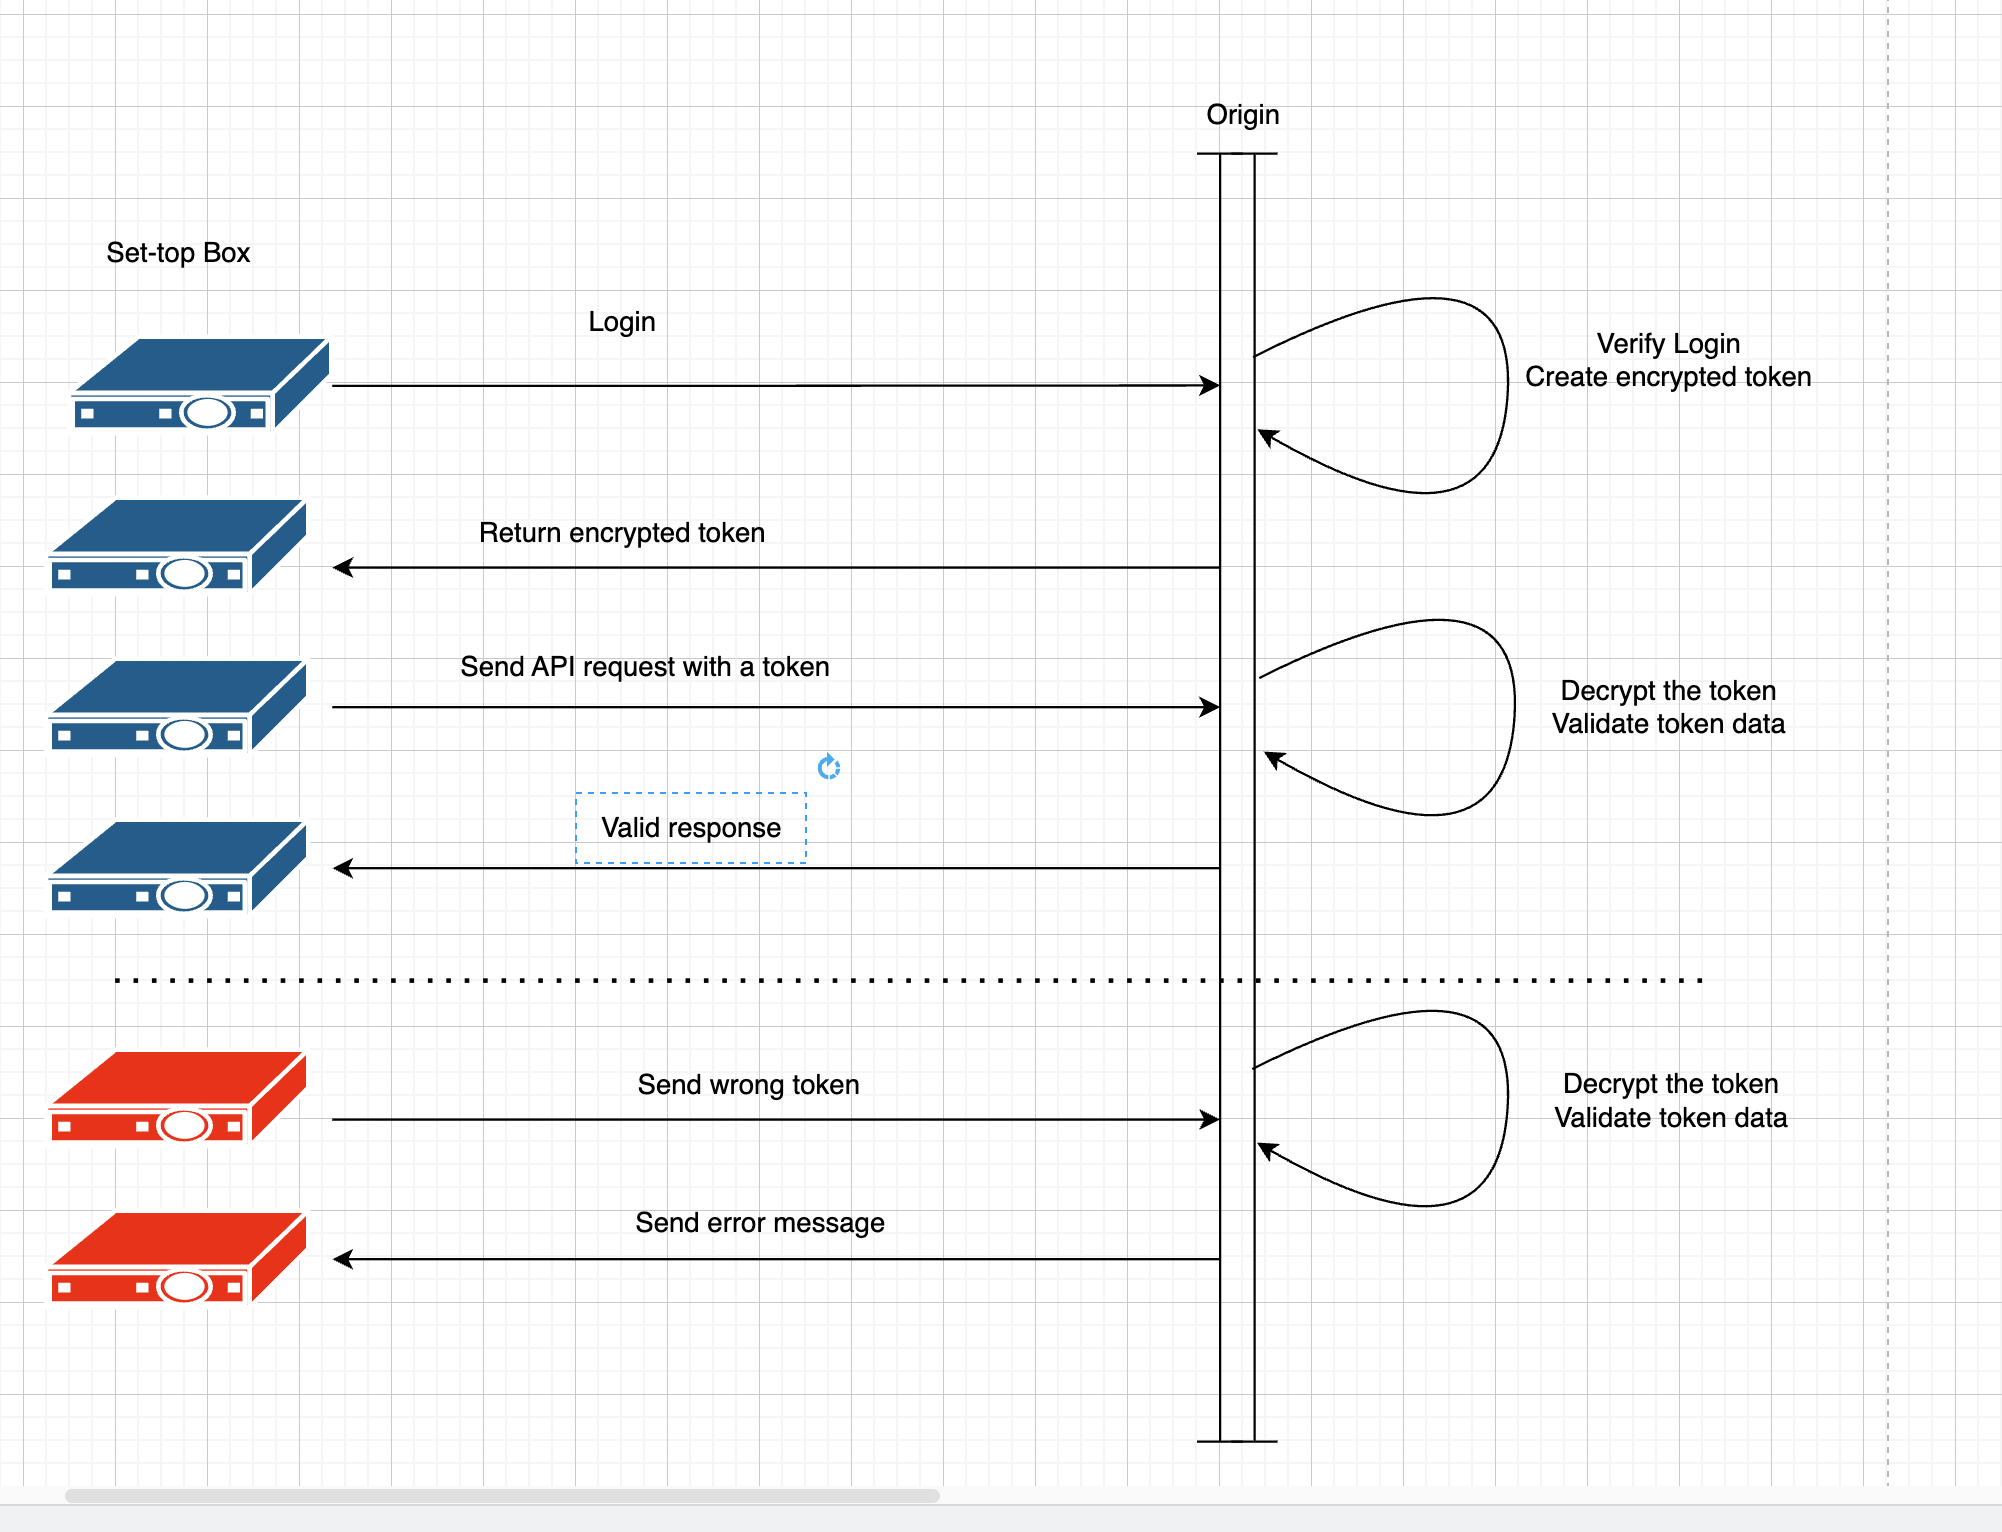 Origin
Set-top Box
Login
Verify Login
Create encrypted token
Return encrypted token
Send API request with a token
Decrypt the token
Validate token data
Valid response
Send wrong token
Decrypt the token
Validate token data
Send error message